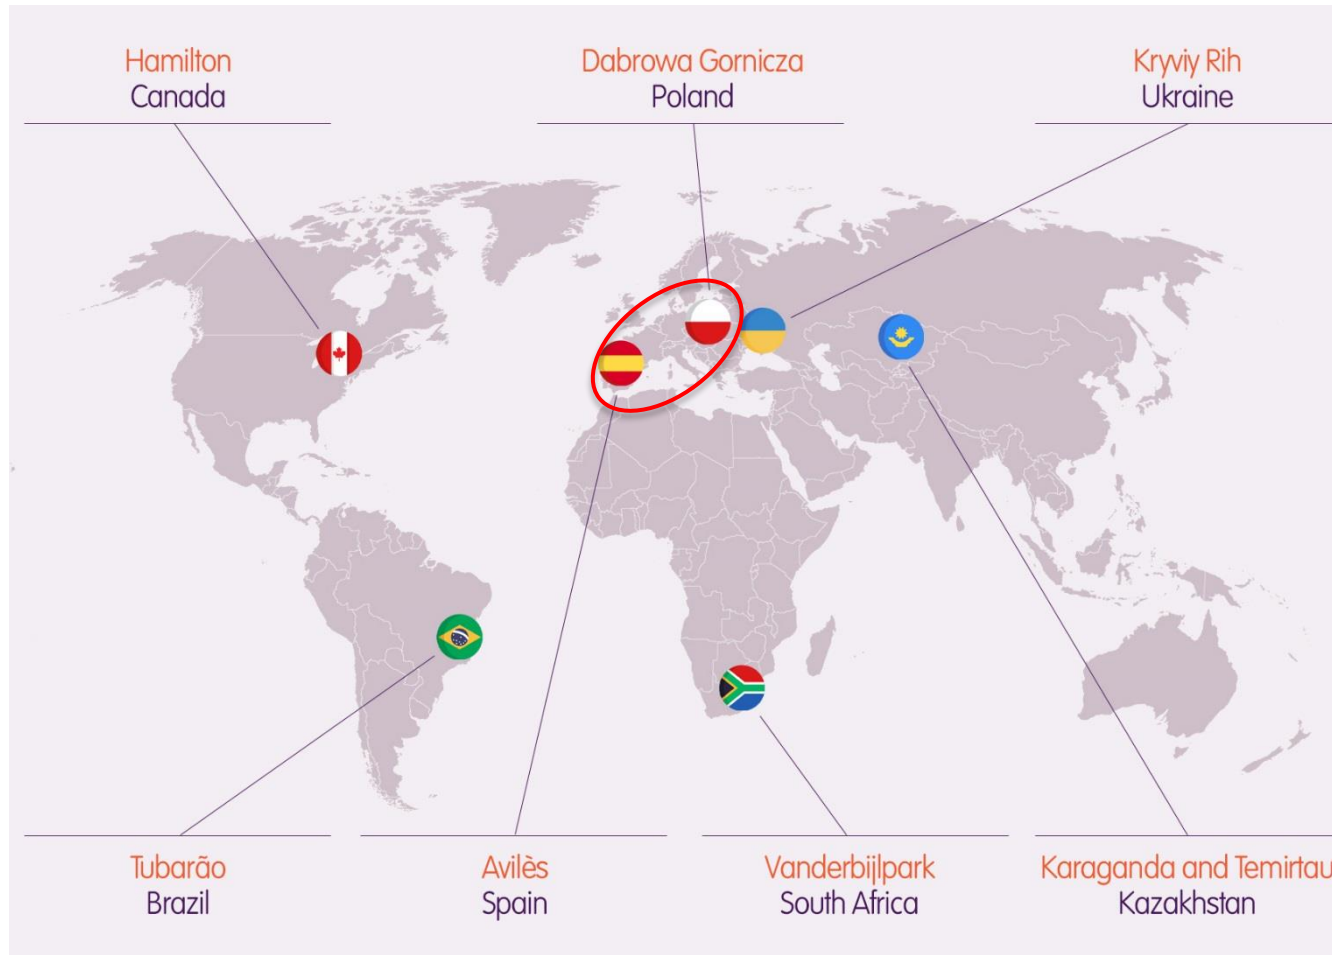 Hamilton
Canada
Dabrowa Gornicza
Poland
Kryviy Rih
Ukraine
Tubarão
Brazil
Avilès
Spain
Vanderbijlpark
South Africa
Karaganda and Temirtau
Kazakhstan